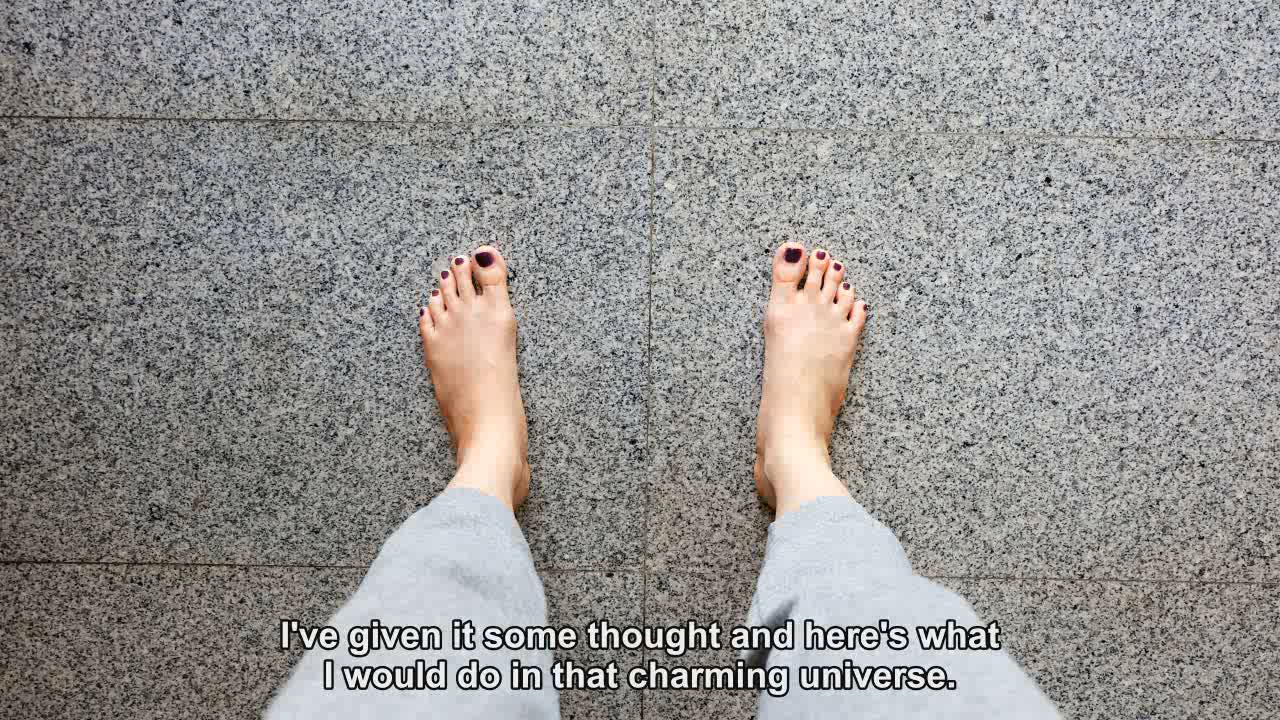 I've given it some thought and here's what
I would do in that charming universe.